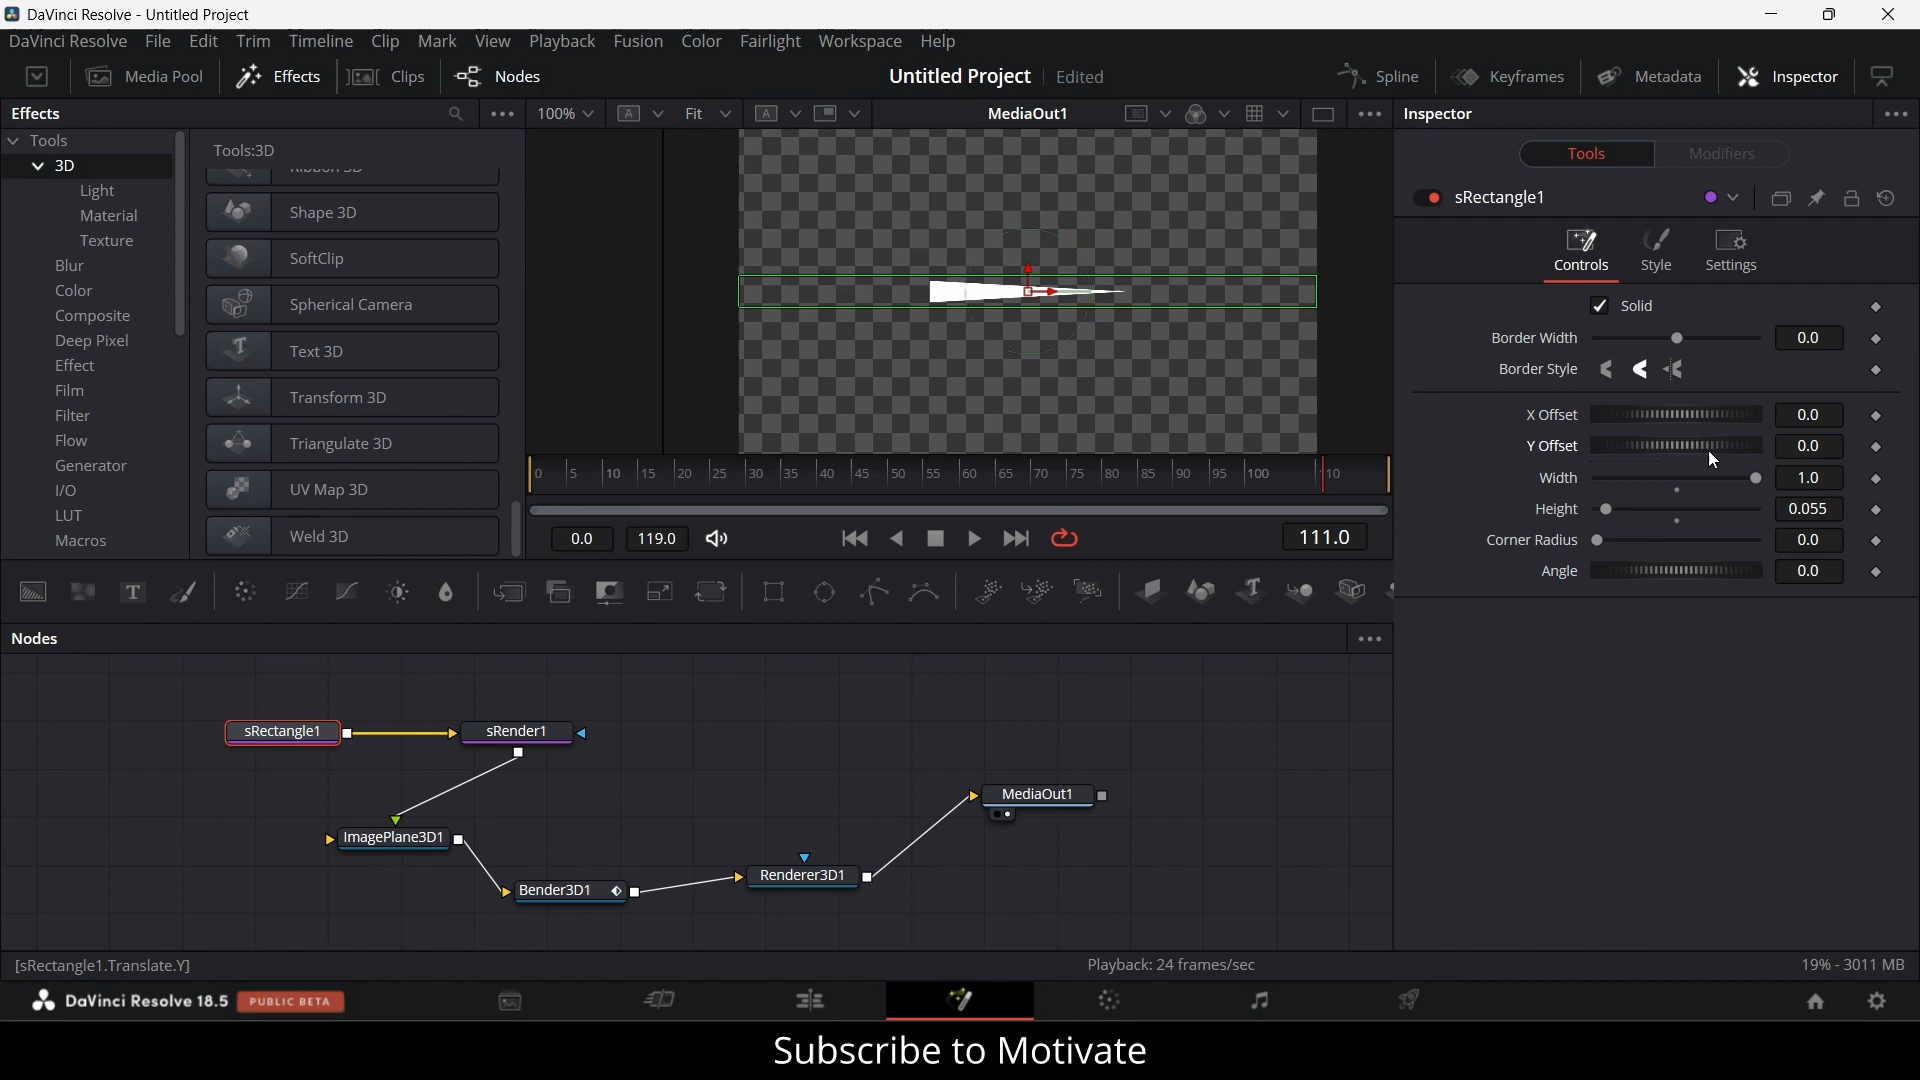 DaVinci Resolve - Untitled Project
DaVinci Resolve File Edit Trim Timeline Clip Mark View Playback Fusion Color Fairlight Workspace Help
Media Pool Effects Clips Nodes Untitled Project Edited Spline Keyframes Metadata Inspector
Effects 100% A Fit A MediaOut1 Inspector
Tools
3D
Light
Material
Texture
Blur
Color
Composite
Deep Pixel
Effect
Film
Filter
Flow
Generator
I/O
LUT
Macros
Tools:3D
Ribbon 3D
Shape 3D
SoftClip
Spherical Camera
Text 3D
Transform 3D
Triangulate 3D
UV Map 3D
Weld 3D
0 5 10 15 20 25 30 35 40 45 50 55 60 65 70 75 80 85 90 95 100 10
0.0 119.0 111.0
Tools Modifiers
sRectangle1
Controls Style Settings
Solid
Border Width 0.0
Border Style
X Offset 0.0
Y Offset 0.0
Width 1.0
Height 0.055
Corner Radius 0.0
Angle 0.0
Nodes
sRectangle1 sRender1
MediaOut1
ImagePlane3D1
Renderer3D1
Bender3D1
[sRectangle1.Translate.Y] Playback: 24 frames/sec 19% - 3011 MB
DaVinci Resolve 18.5 PUBLIC BETA
Subscribe to Motivate